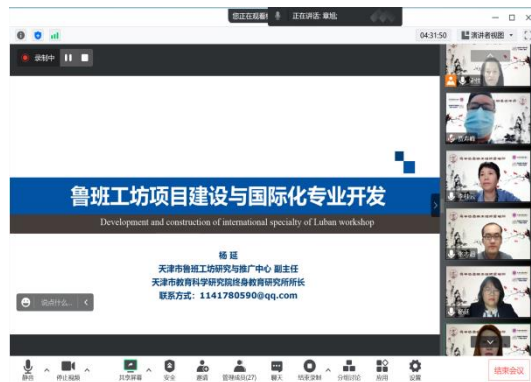 您正在观看
正在讲话: 章旭;
04:31:50
演讲者视图
录制中
鲁班工坊项目建设与国际化专业开发
Development and construction of international specialty of Luban workshop
杨延
天津市鲁班工坊研究与推广中心 副主任
天津市教育科学研究院终身教育研究所所长
联系方式：1141780590@qq.com
说点什么...
静音
停止视频
共享屏幕
安全
邀请
管理成员(27)
聊天
结束录制
分组讨论
应用
设置
结束会议